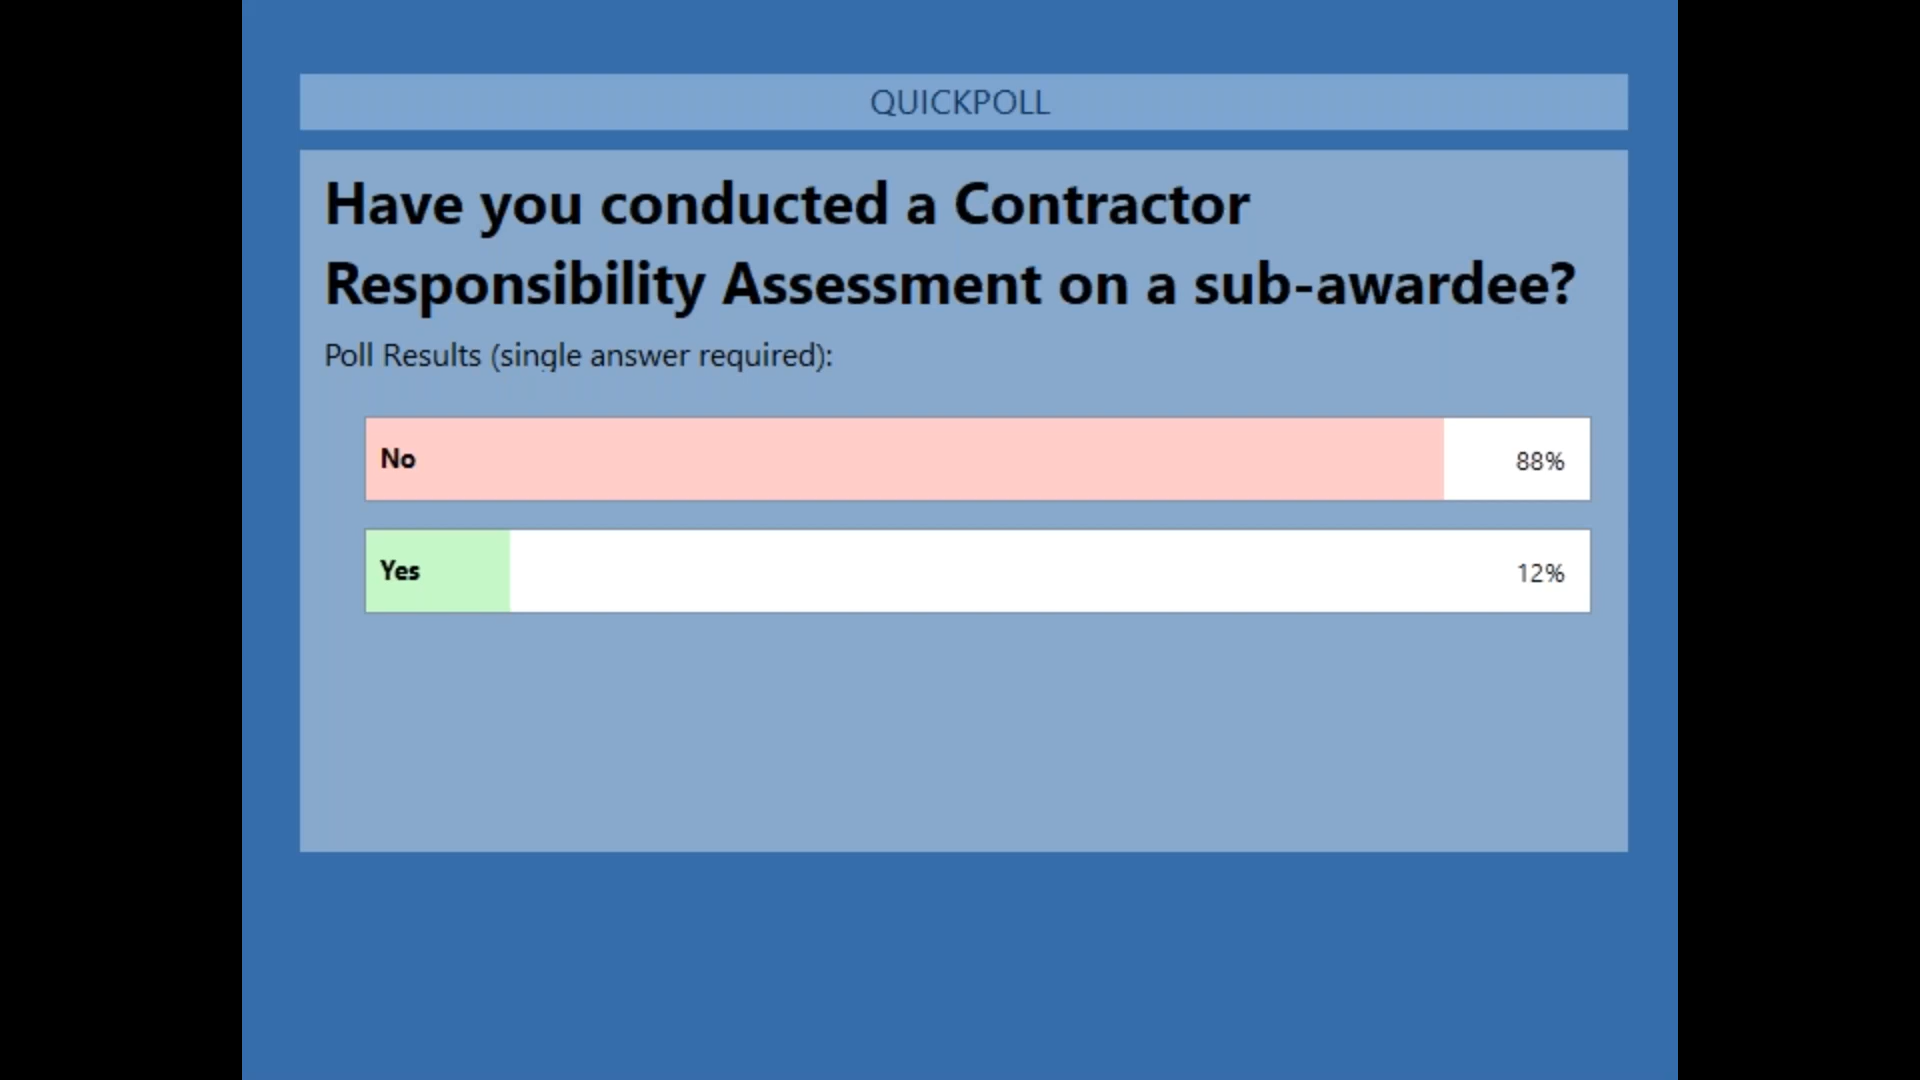 QUICKPOLL
Have you conducted a Contractor
Responsibility Assessment on a sub-awardee?
Poll Results (single answer required):
No 88%
Yes 12%